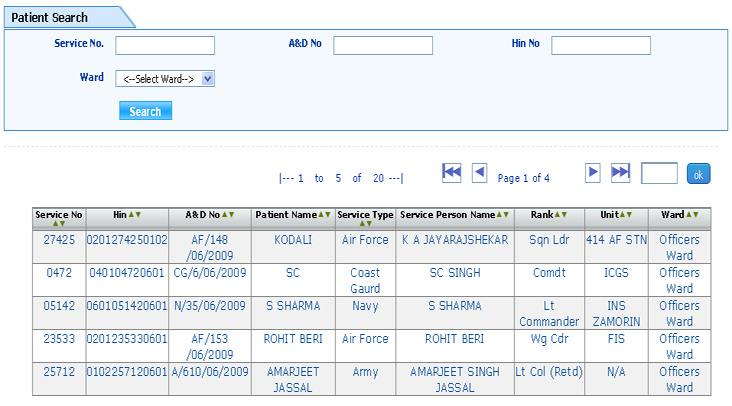 Patient Search
Service No. A&D No Hin No
Ward <--Select Ward-->
Search
|--- 1 to 5 of 20 ---| Page 1 of 4 ok
Service No Hin A&D No Patient Name Service Type Service Person Name Rank Unit Ward
27425 0201274250102 AF/148 KODALI Air Force K A JAYARAJSHEKAR Sqn Ldr 414 AF STN Officers
/06/2009 Ward
0472 040104720601 CG/6/06/2009 SC Coast SC SINGH Comdt ICGS Officers
Gaurd Ward
05142 0601051420601 N/35/06/2009 S SHARMA Navy S SHARMA Lt INS Officers
Commander ZAMORIN Ward
23533 0201235330601 AF/153 ROHIT BERI Air Force ROHIT BERI Wg Cdr FIS Officers
/06/2009 Ward
25712 0102257120601 A/610/06/2009 AMARJEET Army AMARJEET SINGH Lt Col (Retd) N/A Officers
JASSAL JASSAL Ward